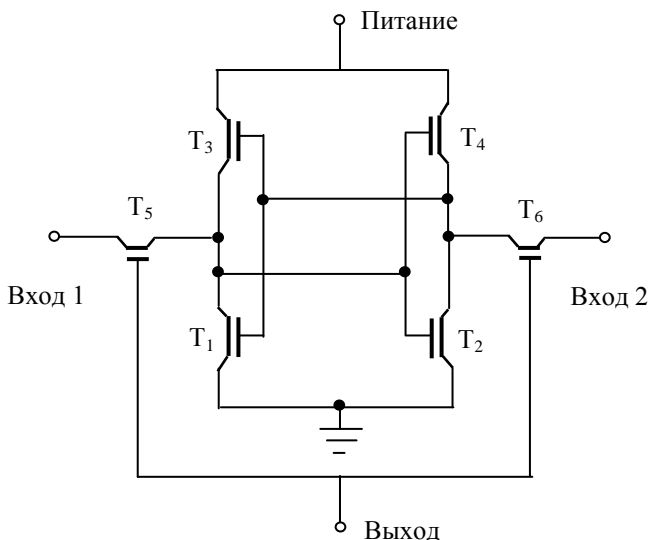 Питание
T₃
T₄
T₅
T₆
Вход 1
Вход 2
T₁
T₂
Выход